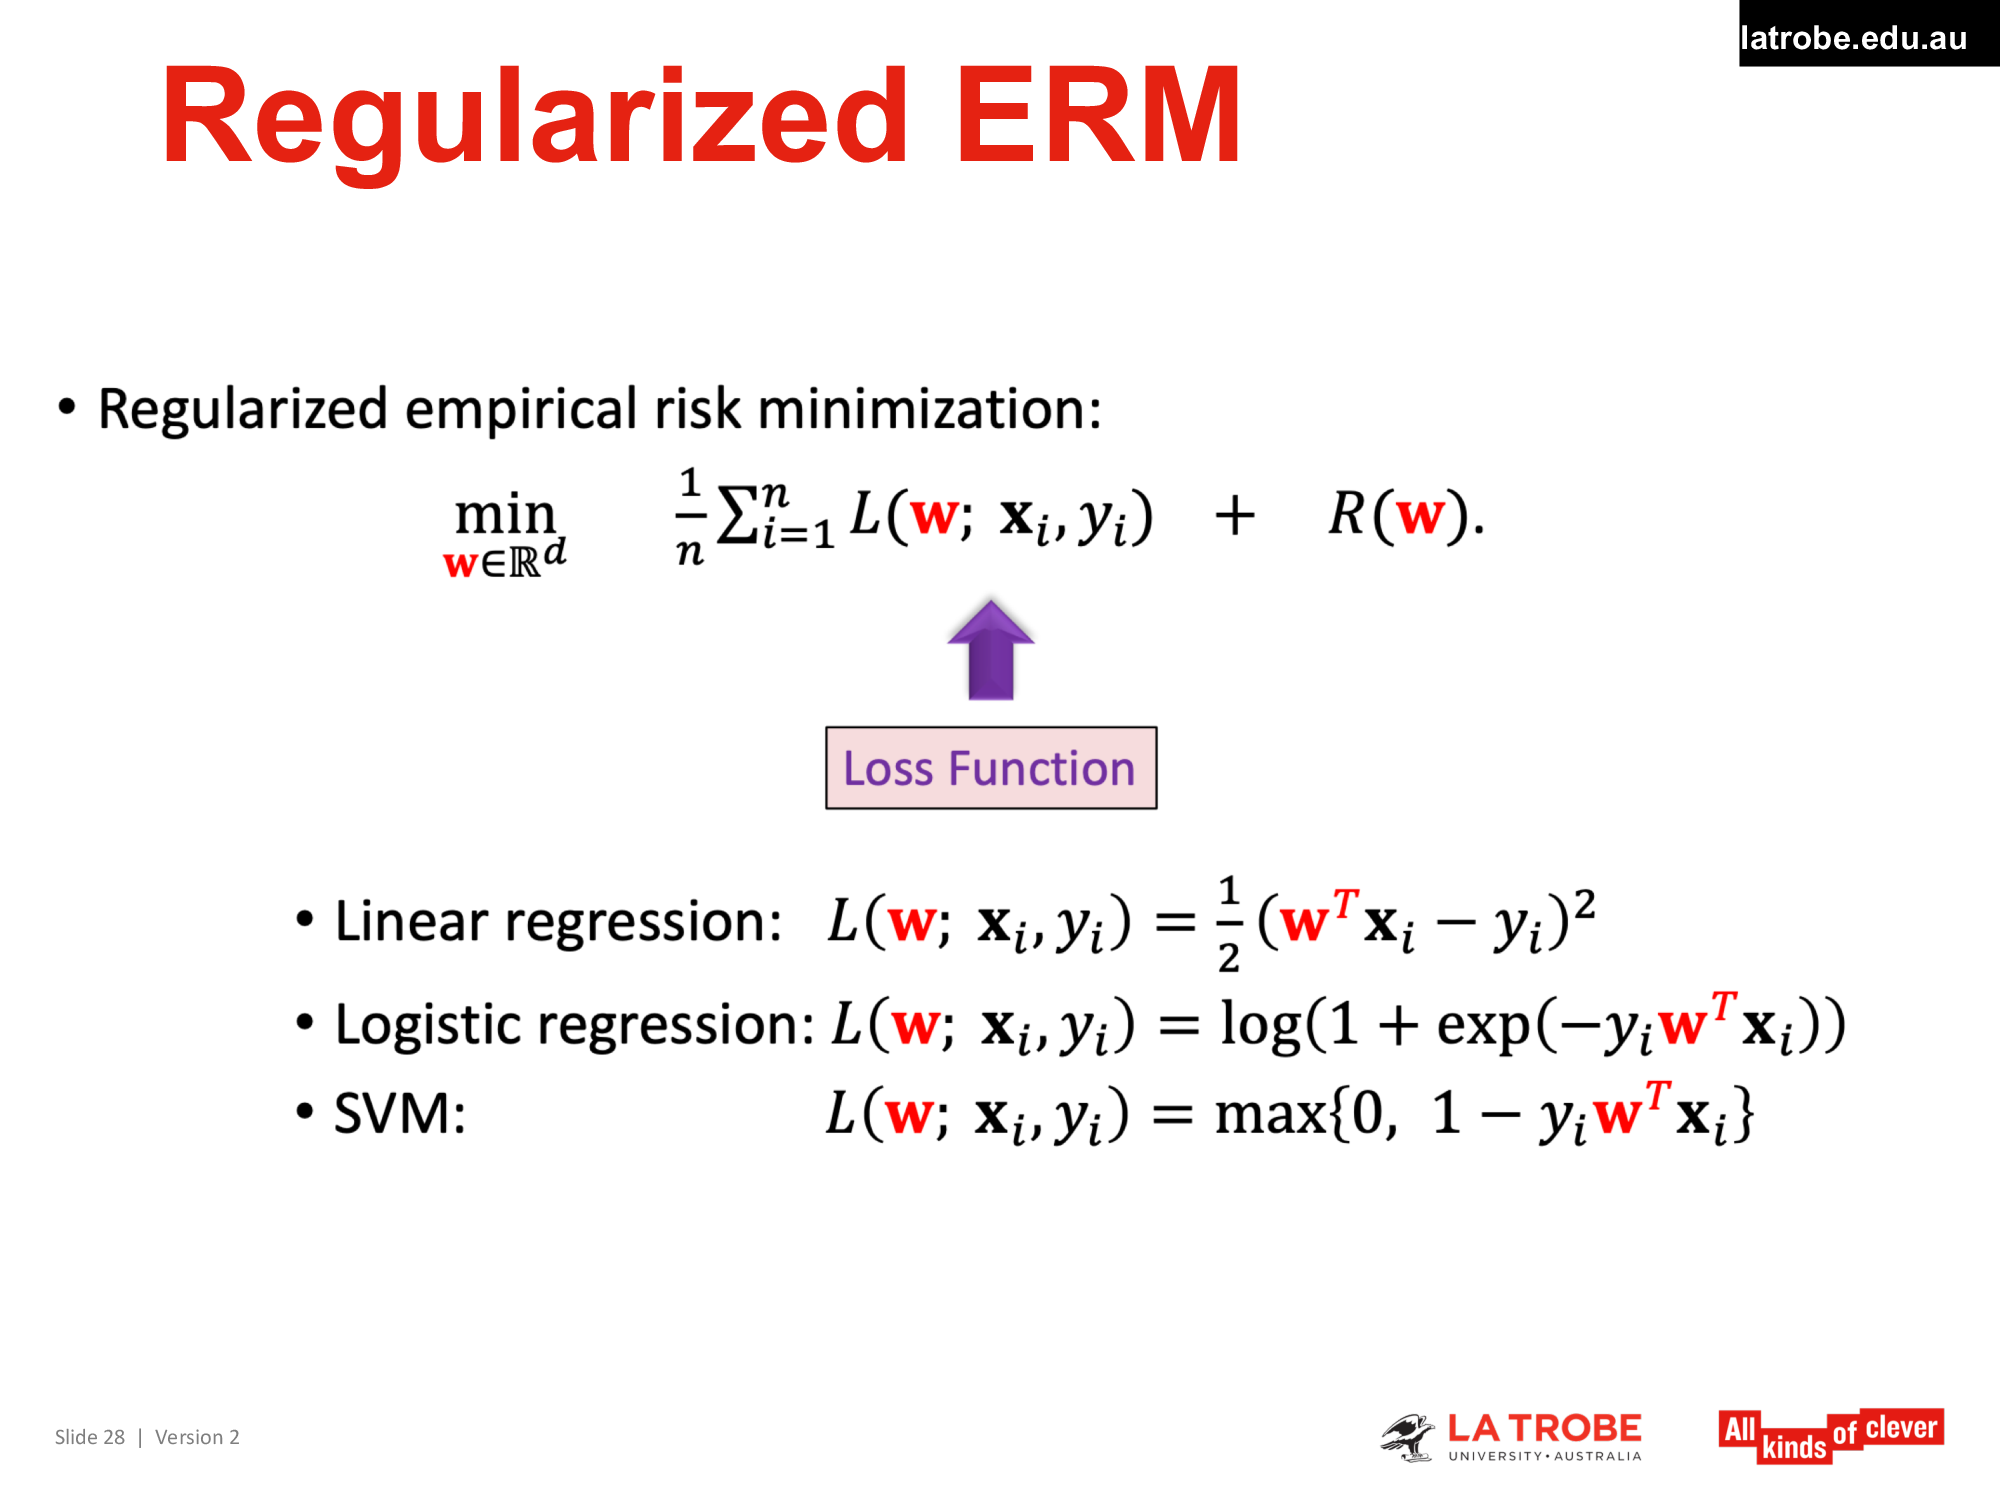 latrobe.edu.au
Regularized ERM
• Regularized empirical risk minimization:
min_{w∈ℝ^d} 1/n ∑_{i=1}^{n} L(w; x_i, y_i) + R(w).
Loss Function
• Linear regression: L(w; x_i, y_i) = 1/2 (w^T x_i − y_i)^2
• Logistic regression: L(w; x_i, y_i) = log(1 + exp(−y_i w^T x_i))
• SVM: L(w; x_i, y_i) = max{0, 1 − y_i w^T x_i}
Slide 28 | Version 2
LA TROBE
UNIVERSITY • AUSTRALIA
All kinds of clever